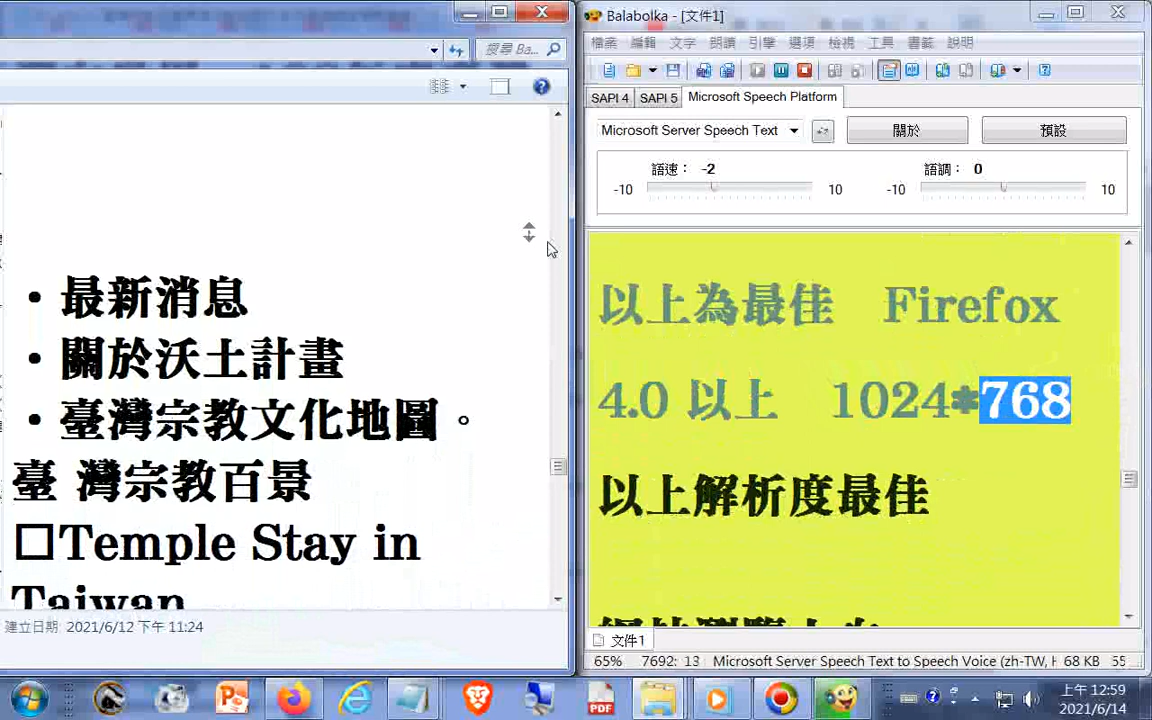 搜尋 Ba...
• 最新消息
• 關於沃土計畫
• 臺灣宗教文化地圖。
臺 灣宗教百景
□Temple Stay in
Taiwan
建立日期: 2021/6/12 下午 11:24
Balabolka - [文件1]
檔案 編輯 文字 朗讀 引擎 選項 檢視 工具 書籤 說明
SAPI 4 SAPI 5 Microsoft Speech Platform
Microsoft Server Speech Text 關於 預設
語速： -2 語調： 0
-10 10 -10 10
以上為最佳 Firefox
4.0 以上 1024*768
以上解析度最佳
文件1
65% 7692: 13 Microsoft Server Speech Text to Speech Voice (zh-TW, H 68 KB 55
PDF
上午 12:59
2021/6/14